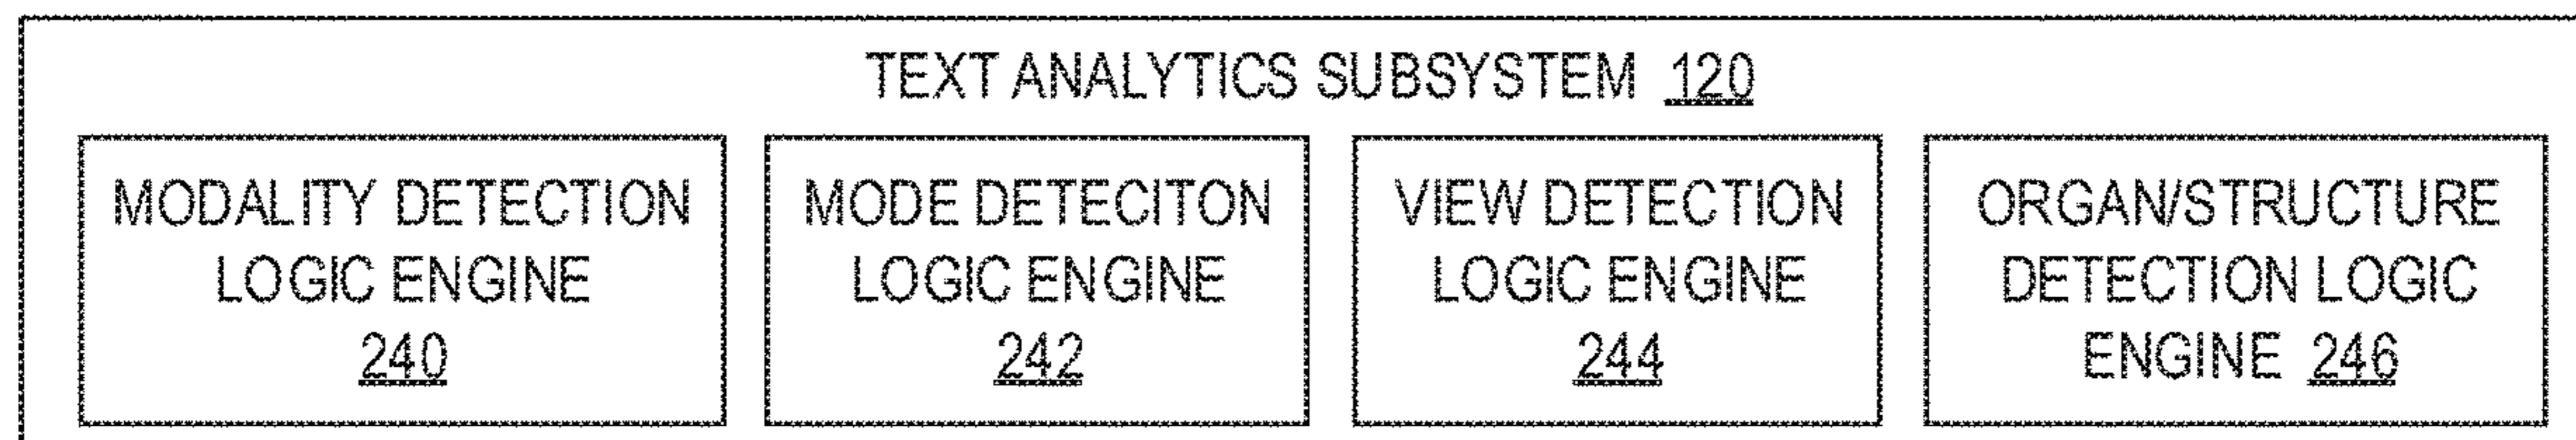 TEXT ANALYTICS SUBSYSTEM 120
MODALITY DETECTION
LOGIC ENGINE
240
MODE DETECITON
LOGIC ENGINE
242
VIEW DETECTION
LOGIC ENGINE
244
ORGAN/STRUCTURE
DETECTION LOGIC
ENGINE 246